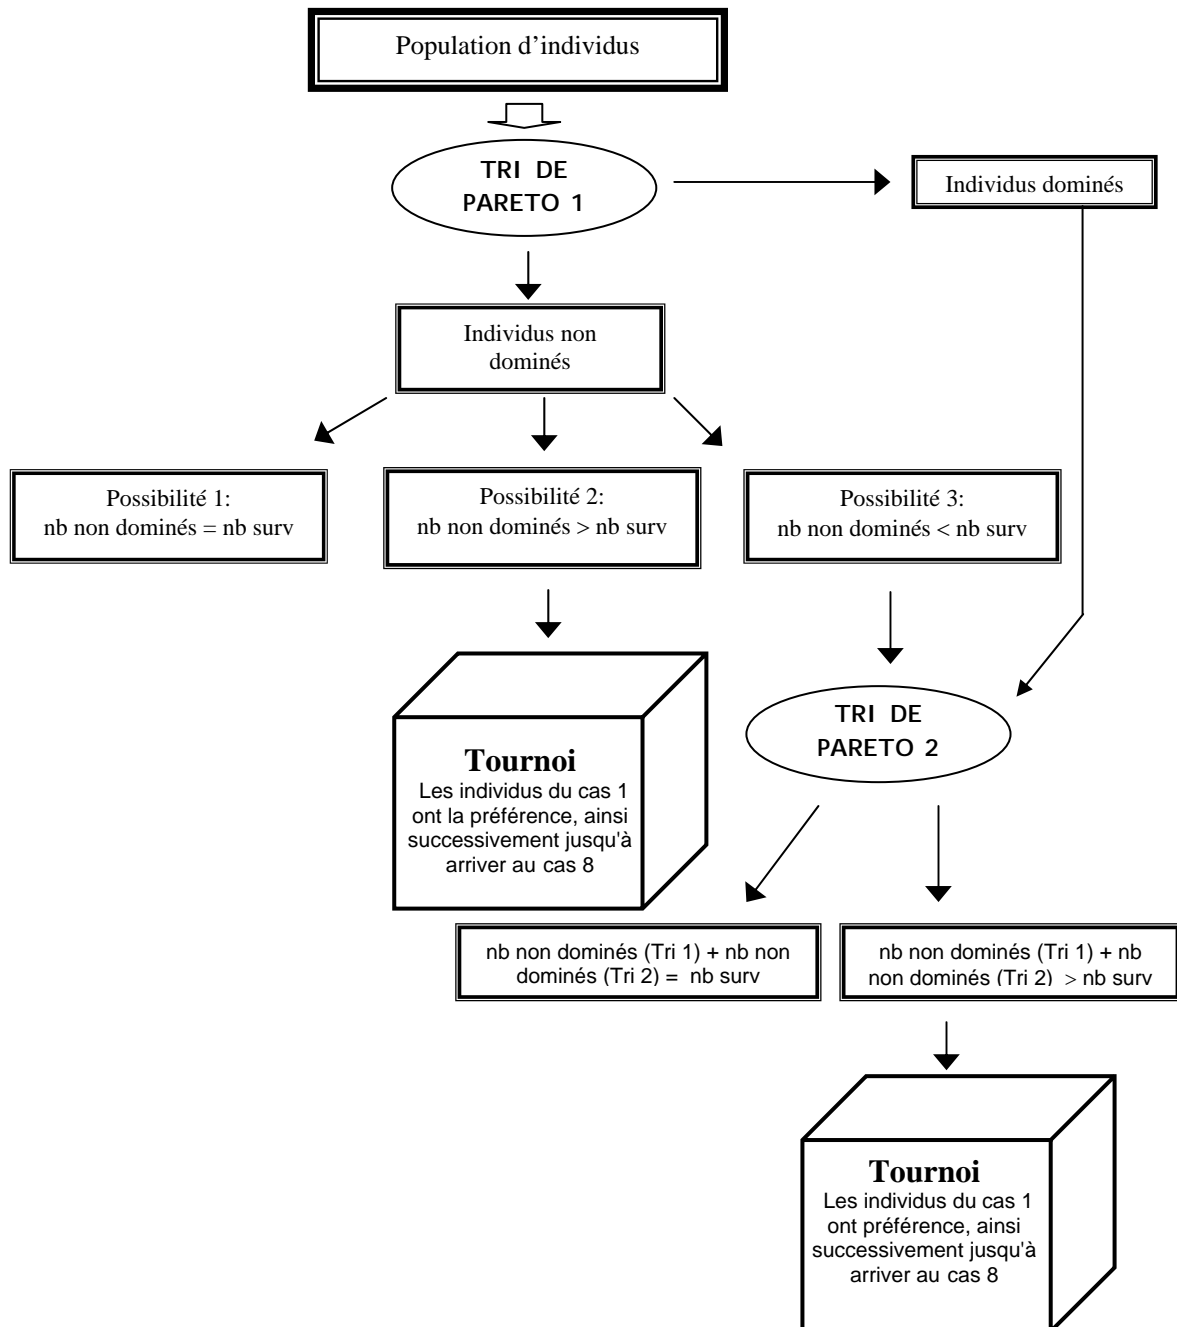 Population d’individus
TRI DE
PARETO 1
Individus dominés
Individus non
dominés
Possibilité 1:
nb non dominés = nb surv
Possibilité 2:
nb non dominés > nb surv
Possibilité 3:
nb non dominés < nb surv
Tournoi
Les individus du cas 1
ont la préférence, ainsi
successivement jusqu'à
arriver au cas 8
TRI DE
PARETO 2
nb non dominés (Tri 1) + nb non
dominés (Tri 2) = nb surv
nb non dominés (Tri 1) + nb
non dominés (Tri 2) > nb surv
Tournoi
Les individus du cas 1
ont préférence, ainsi
successivement jusqu'à
arriver au cas 8